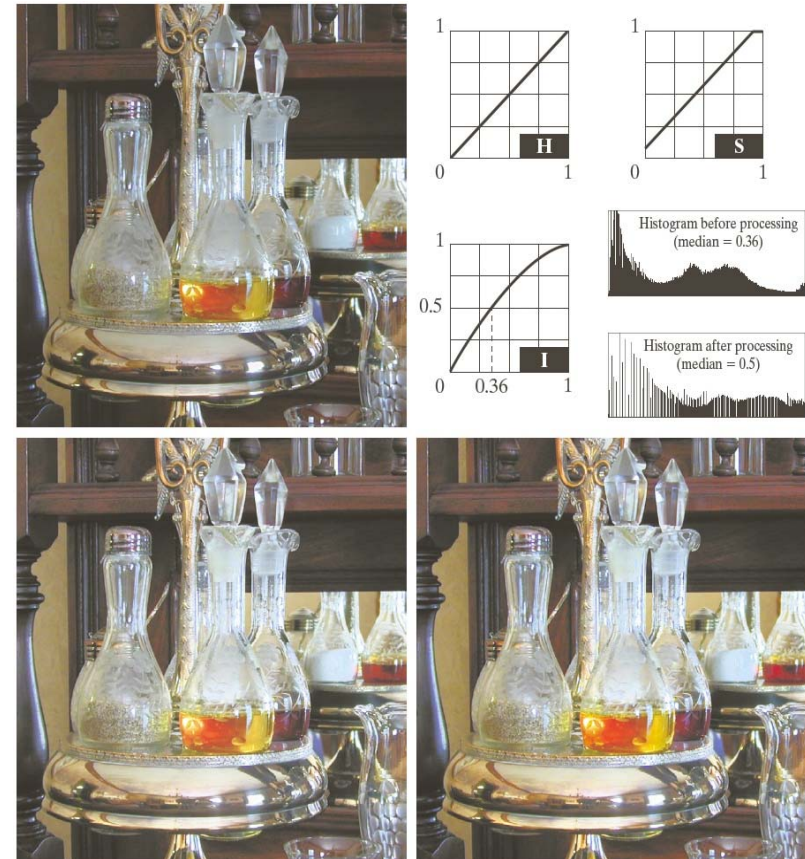 1
H
0
1
1
S
0
1
1
0.5
I
0
0.36
1
Histogram before processing
(median = 0.36)
Histogram after processing
(median = 0.5)